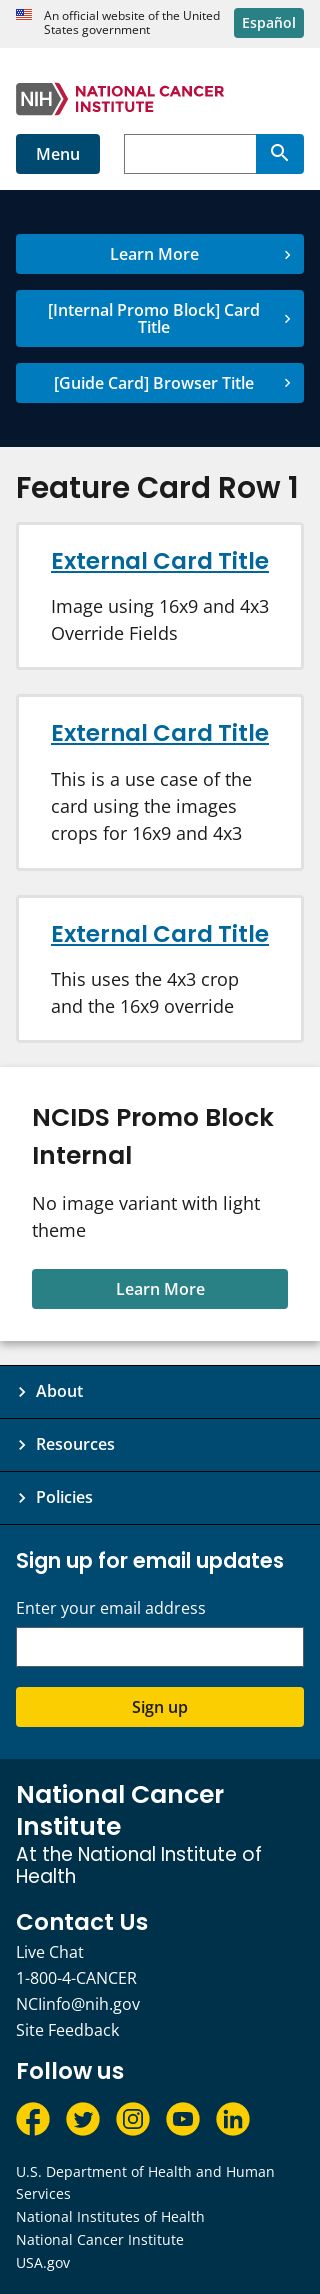 An official website of the United
States government
Español
NIH
NATIONAL CANCER
INSTITUTE
Menu
Learn More
[Internal Promo Block] Card
Title
[Guide Card] Browser Title
Feature Card Row 1
External Card Title
Image using 16x9 and 4x3
Override Fields
External Card Title
This is a use case of the
card using the images
crops for 16x9 and 4x3
External Card Title
This uses the 4x3 crop
and the 16x9 override
NCIDS Promo Block
Internal
No image variant with light
theme
Learn More
About
Resources
Policies
Sign up for email updates
Enter your email address
Sign up
National Cancer
Institute
At the National Institute of
Health
Contact Us
Live Chat
1-800-4-CANCER
NCIinfo@nih.gov
Site Feedback
Follow us
U.S. Department of Health and Human
Services
National Institutes of Health
National Cancer Institute
USA.gov